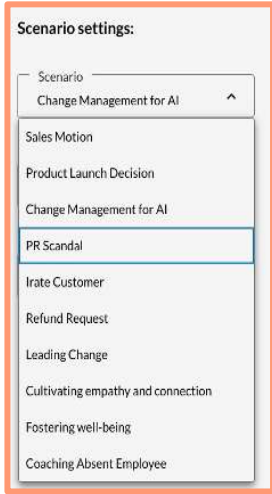 Scenario settings:
Scenario
Change Management for AI
Sales Motion
Product Launch Decision
Change Management for AI
PR Scandal
Irate Customer
Refund Request
Leading Change
Cultivating empathy and connection
Fostering well-being
Coaching Absent Employee